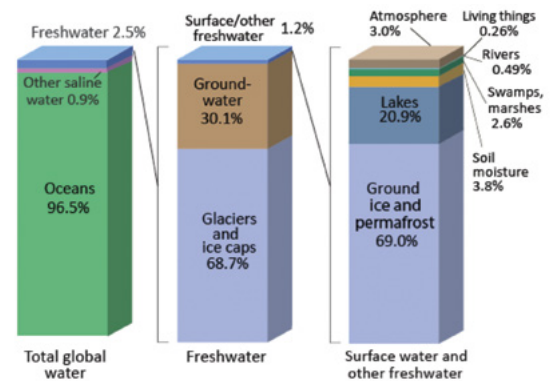 Freshwater 2.5%
Other saline
water 0.9%
Oceans
96.5%
Total global
water
Surface/other
freshwater
1.2%
Ground-
water
30.1%
Glaciers
and
ice caps
68.7%
Freshwater
Atmosphere
3.0%
Living things
0.26%
Rivers
0.49%
Swamps,
marshes
2.6%
Soil
moisture
3.8%
Lakes
20.9%
Ground
ice and
permafrost
69.0%
Surface water and
other freshwater